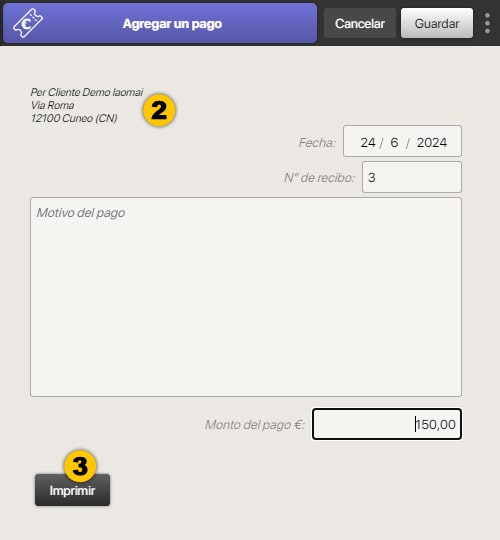 €
Agregar un pago
Cancelar
Guardar
Per Cliente Demo Iaomai
Via Roma
12100 Cuneo (CN)
2
Fecha: 24 / 6 / 2024
N° de recibo: 3
Motivo del pago
Monto del pago €: 150,00
3
Imprimir